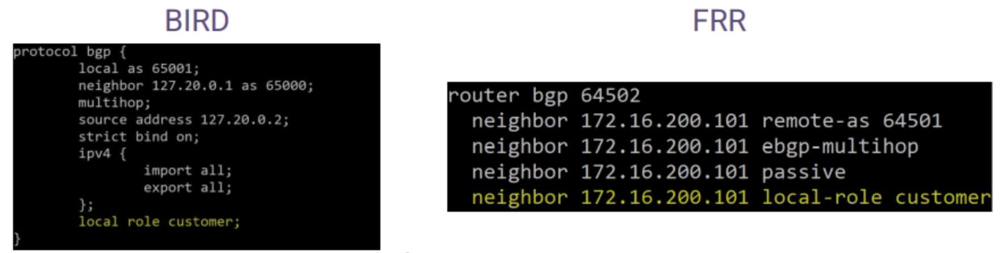 BIRD
protocol bgp {
local as 65001;
neighbor 127.20.0.1 as 65000;
multihop;
source address 127.20.0.2;
strict bind on;
ipv4 {
import all;
export all;
};
local role customer;
}
FRR
router bgp 64502
neighbor 172.16.200.101 remote-as 64501
neighbor 172.16.200.101 ebgp-multihop
neighbor 172.16.200.101 passive
neighbor 172.16.200.101 local-role customer